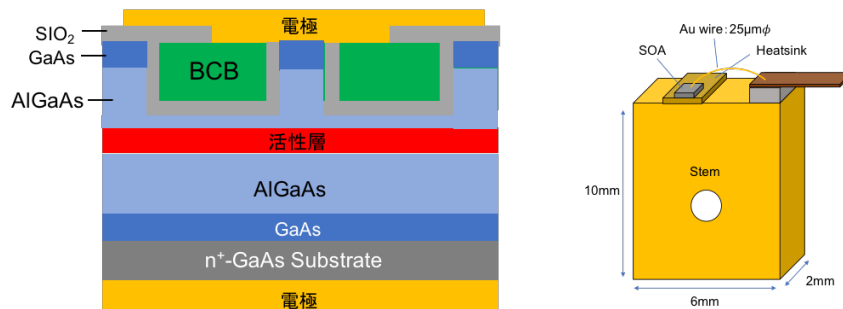 電極
SIO₂
GaAs
BCB
AlGaAs
活性層
AlGaAs
GaAs
n⁺-GaAs Substrate
電極
Au wire:25μmϕ
SOA
Heatsink
10mm
Stem
2mm
6mm